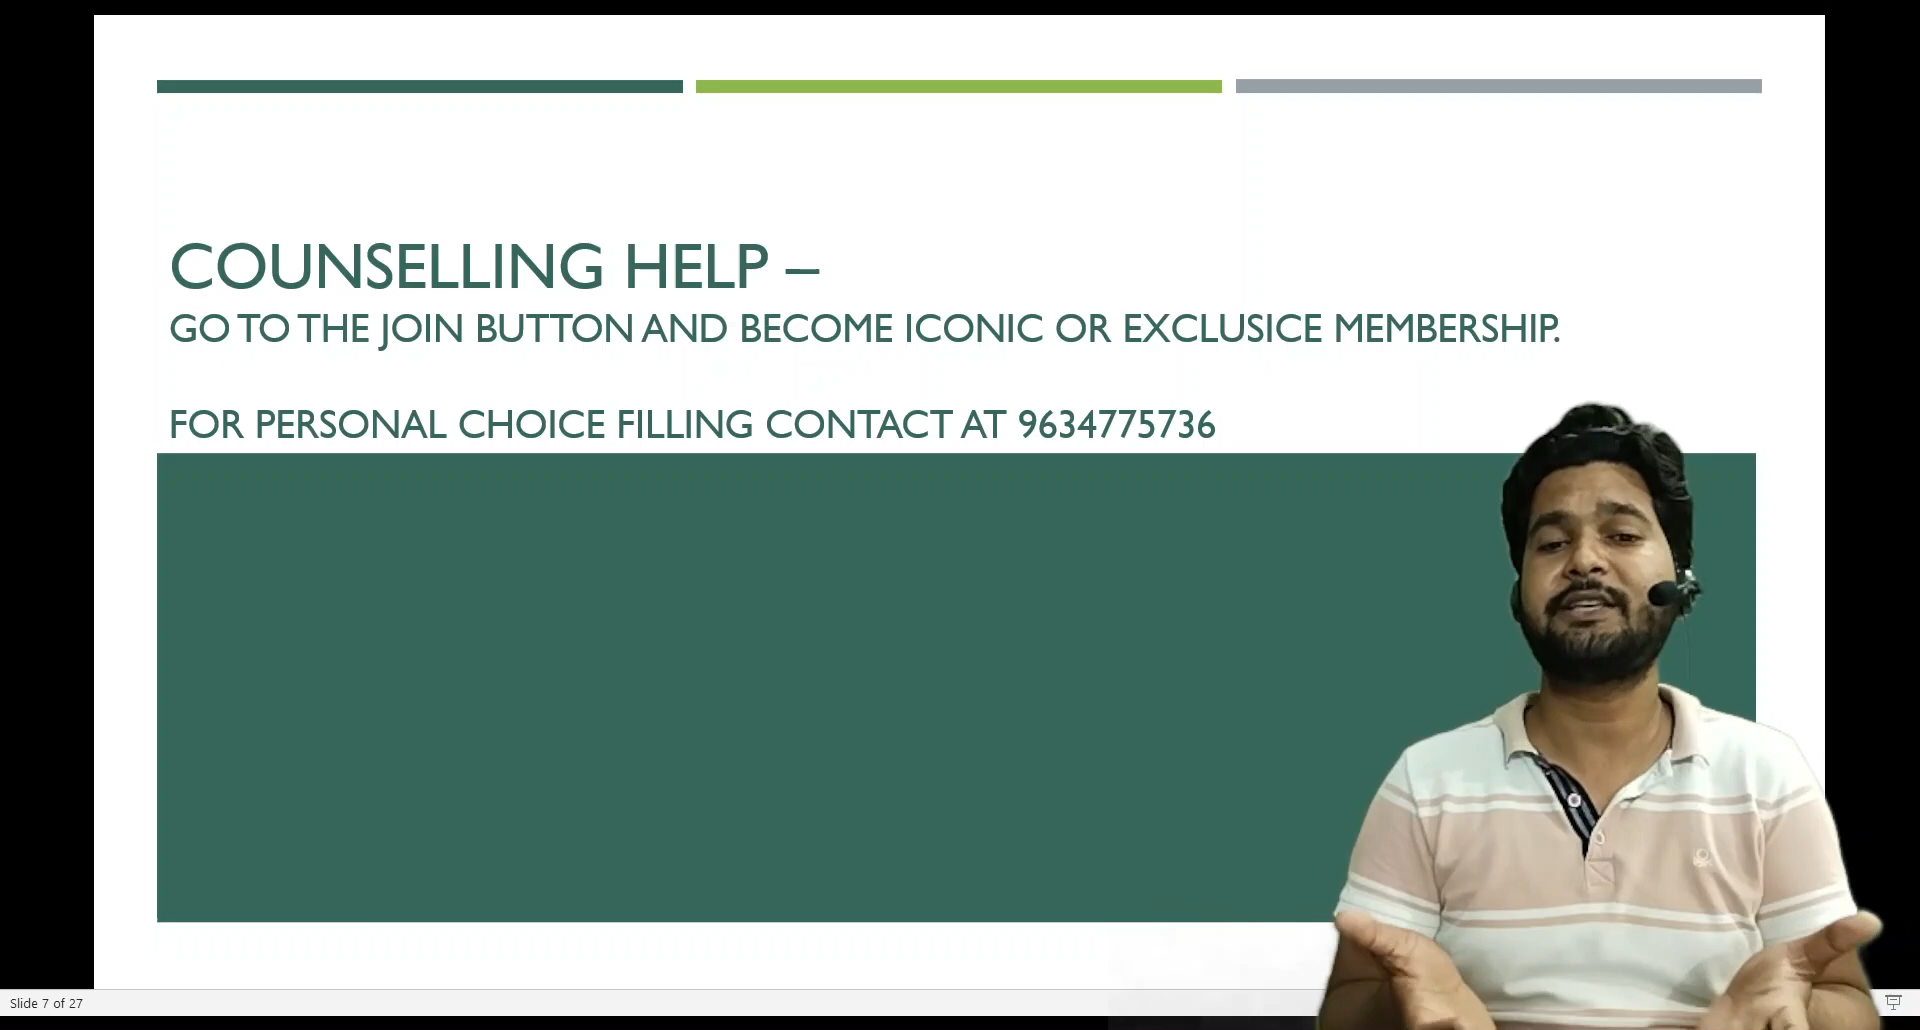 COUNSELLING HELP –
GO TO THE JOIN BUTTON AND BECOME ICONIC OR EXCLUSICE MEMBERSHIP.
FOR PERSONAL CHOICE FILLING CONTACT AT 9634775736
Slide 7 of 27